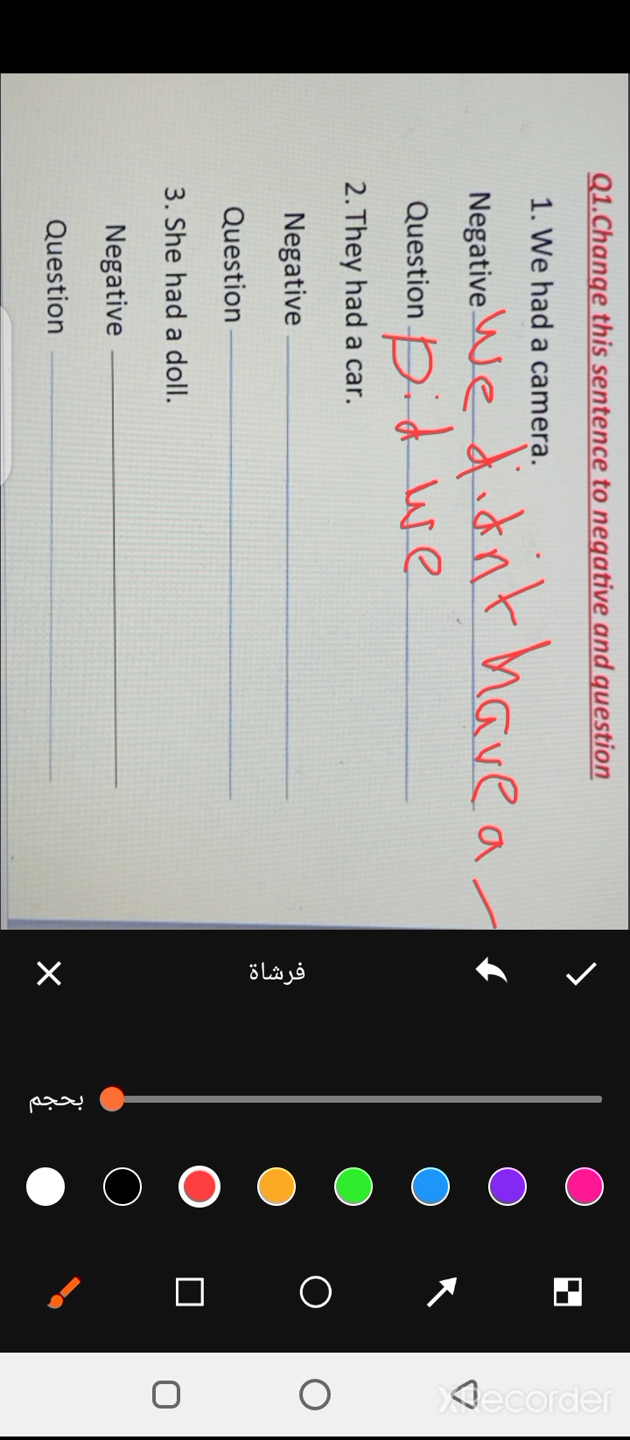 Q1.Change this sentence to negative and question
1. We had a camera.
Negative we didnt have a
Question Did we
2. They had a car.
Negative
Question
3. She had a doll.
Negative
Question
فرشاة
بحجم
XRecorder